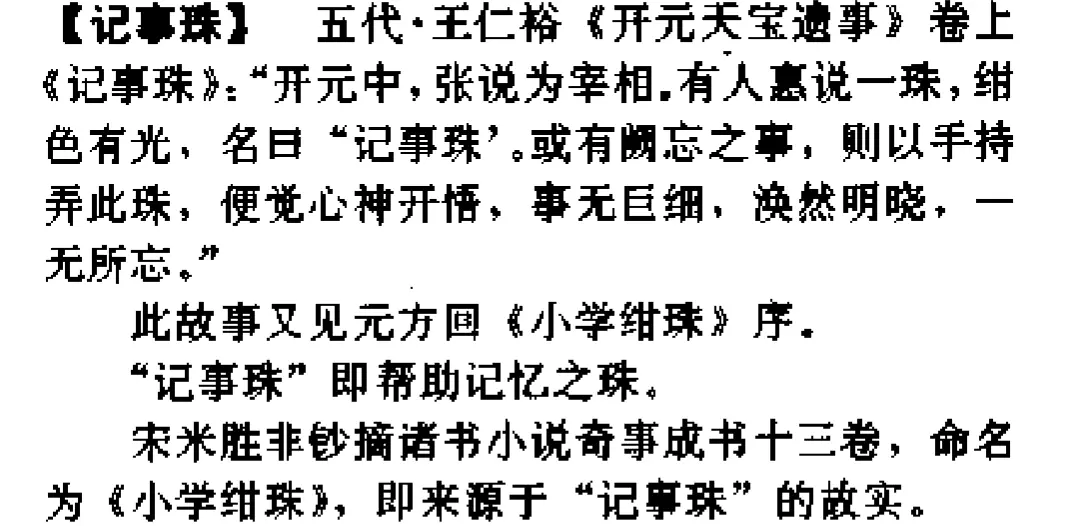 【记事珠】 五代·王仁裕《开元天宝遗事》卷上
《记事珠》：“开元中，张说为宰相．有人惠说一珠，绀
色有光，名曰“记事珠’。或有阙忘之事，则以手持
弄此珠，便觉心神开悟，事无巨细，涣然明晓，一
无所忘。”
此故事又见元方回《小学绀珠》序．
“记事珠”即帮助记忆之珠。
宋米胜非钞摘诸书小说奇事成书十三卷，命名
为《小学绀珠》，即来源于“记事珠”的故实。